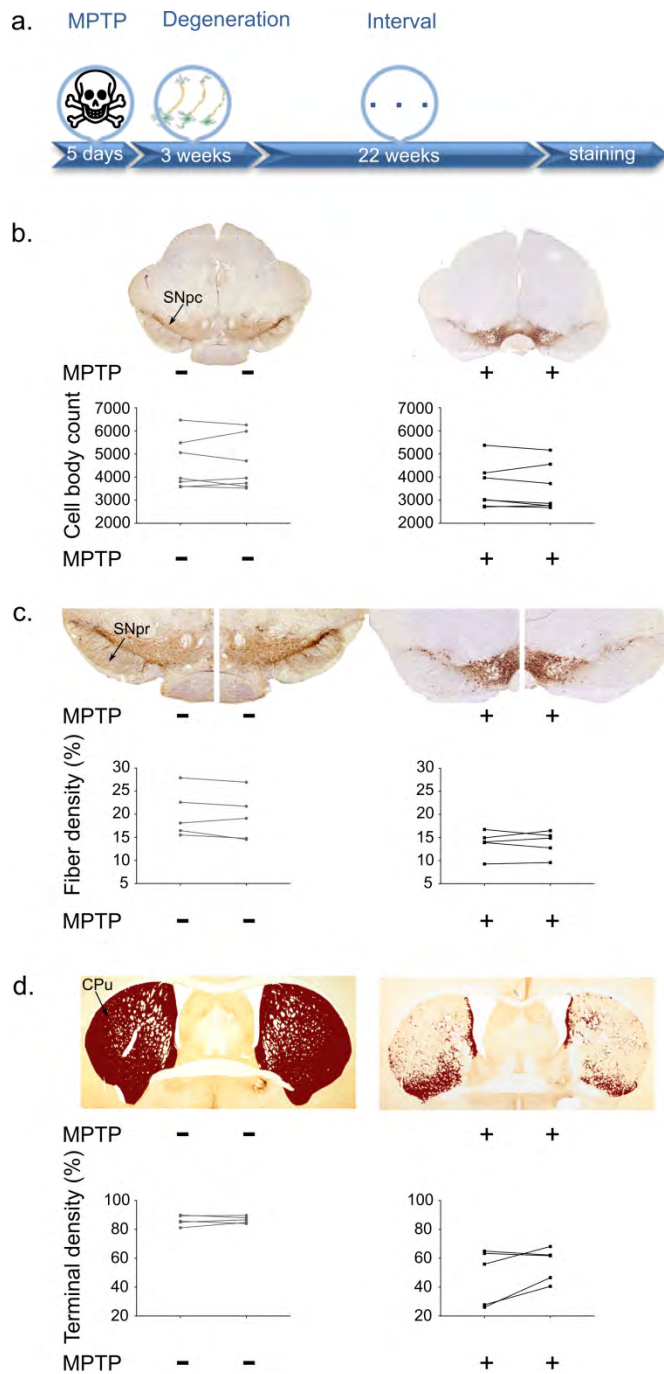 a.
MPTP Degeneration Interval
5 days 3 weeks 22 weeks staining
b.
SNpc
MPTP − − + +
Cell body count
7000 7000
6000 6000
5000 5000
4000 4000
3000 3000
2000 2000
MPTP − − + +
c.
SNpr
MPTP − − + +
Fiber density (%)
30 30
25 25
20 20
15 15
10 10
5 5
MPTP − − + +
d.
CPu
MPTP − − + +
Terminal density (%)
100 100
80 80
60 60
40 40
20 20
MPTP − − + +